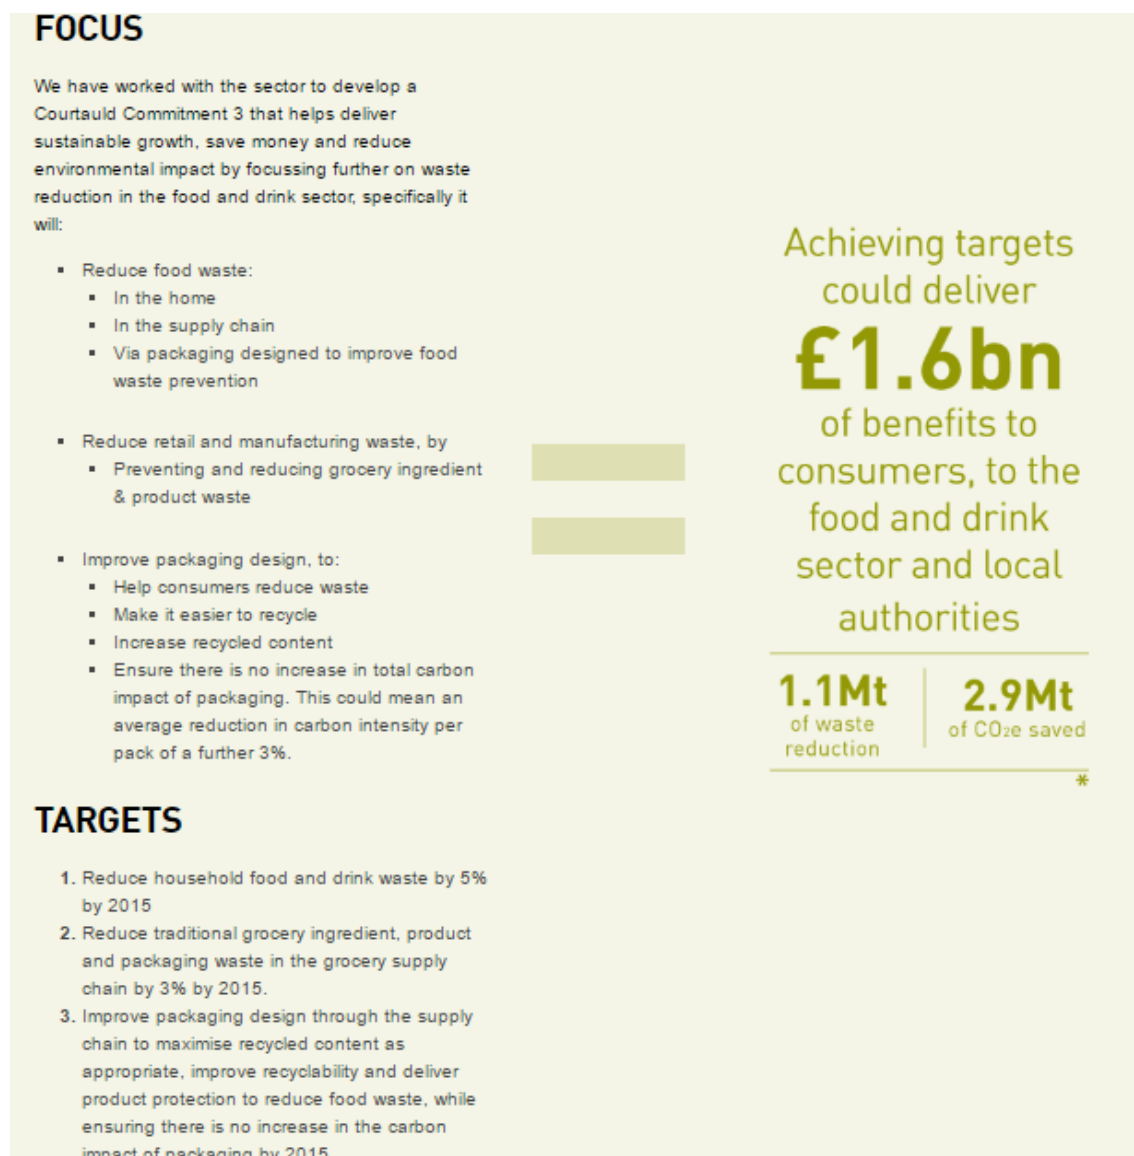 FOCUS
We have worked with the sector to develop a
Courtauld Commitment 3 that helps deliver
sustainable growth, save money and reduce
environmental impact by focussing further on waste
reduction in the food and drink sector, specifically it
will:
▪ Reduce food waste:
▪ In the home
▪ In the supply chain
▪ Via packaging designed to improve food
waste prevention
▪ Reduce retail and manufacturing waste, by
▪ Preventing and reducing grocery ingredient
& product waste
▪ Improve packaging design, to:
▪ Help consumers reduce waste
▪ Make it easier to recycle
▪ Increase recycled content
▪ Ensure there is no increase in total carbon
impact of packaging. This could mean an
average reduction in carbon intensity per
pack of a further 3%.
TARGETS
1. Reduce household food and drink waste by 5%
by 2015
2. Reduce traditional grocery ingredient, product
and packaging waste in the grocery supply
chain by 3% by 2015.
3. Improve packaging design through the supply
chain to maximise recycled content as
appropriate, improve recyclability and deliver
product protection to reduce food waste, while
ensuring there is no increase in the carbon
impact of packaging by 2015
Achieving targets
could deliver
£1.6bn
of benefits to
consumers, to the
food and drink
sector and local
authorities
1.1Mt
of waste
reduction
2.9Mt
of CO2e saved
*